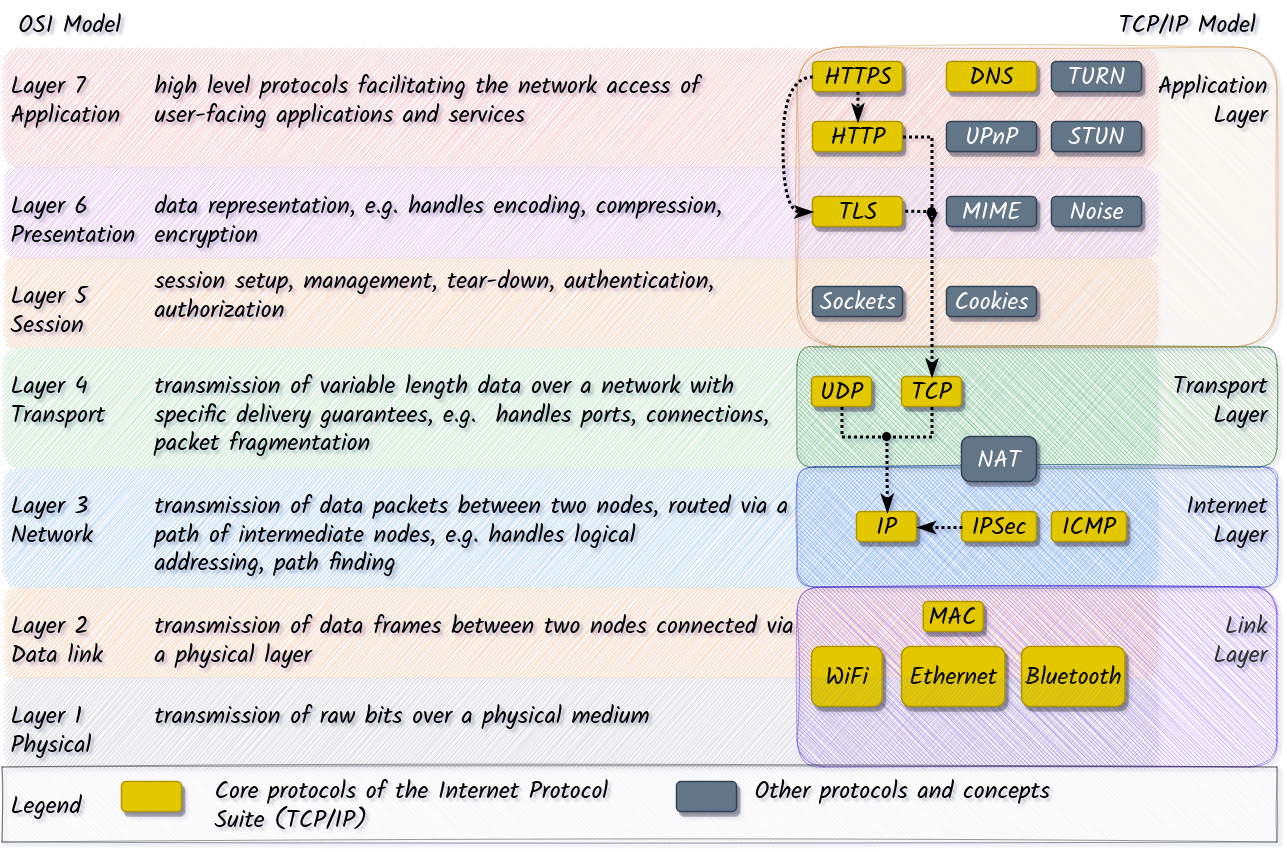 OSI Model
TCP/IP Model
Layer 7
Application
high level protocols facilitating the network access of
user-facing applications and services
HTTPS
DNS
TURN
Application
Layer
HTTP
UPnP
STUN
Layer 6
Presentation
data representation, e.g. handles encoding, compression,
encryption
TLS
MIME
Noise
Layer 5
Session
session setup, management, tear-down, authentication,
authorization
Sockets
Cookies
Layer 4
Transport
transmission of variable length data over a network with
specific delivery guarantees, e.g. handles ports, connections,
packet fragmentation
UDP
TCP
Transport
Layer
NAT
Layer 3
Network
transmission of data packets between two nodes, routed via a
path of intermediate nodes, e.g. handles logical
addressing, path finding
IP
IPSec
ICMP
Internet
Layer
Layer 2
Data link
transmission of data frames between two nodes connected via
a physical layer
MAC
Link
Layer
WiFi
Ethernet
Bluetooth
Layer 1
Physical
transmission of raw bits over a physical medium
Legend
Core protocols of the Internet Protocol
Suite (TCP/IP)
Other protocols and concepts